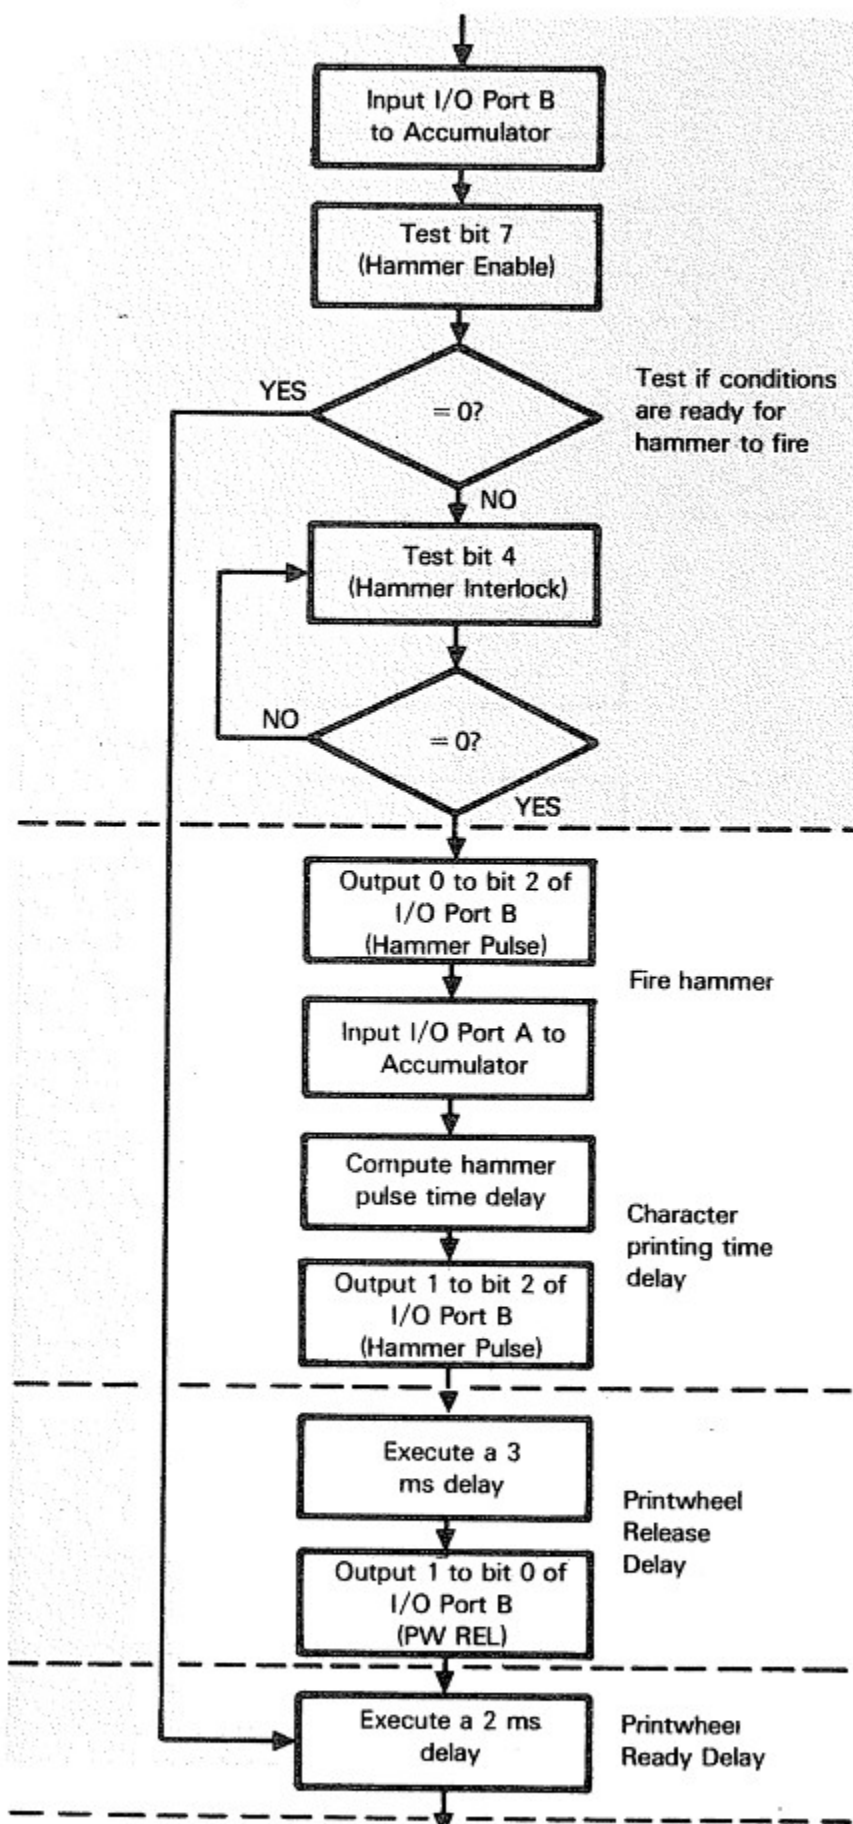 Input I/O Port B
to Accumulator
Test bit 7
(Hammer Enable)
= 0?
YES
NO
Test if conditions
are ready for
hammer to fire
Test bit 4
(Hammer Interlock)
= 0?
NO
YES
Output 0 to bit 2 of
I/O Port B
(Hammer Pulse)
Fire hammer
Input I/O Port A to
Accumulator
Compute hammer
pulse time delay
Character
printing time
delay
Output 1 to bit 2 of
I/O Port B
(Hammer Pulse)
Execute a 3
ms delay
Printwheel
Release
Delay
Output 1 to bit 0 of
I/O Port B
(PW REL)
Execute a 2 ms
delay
Printwheel
Ready Delay